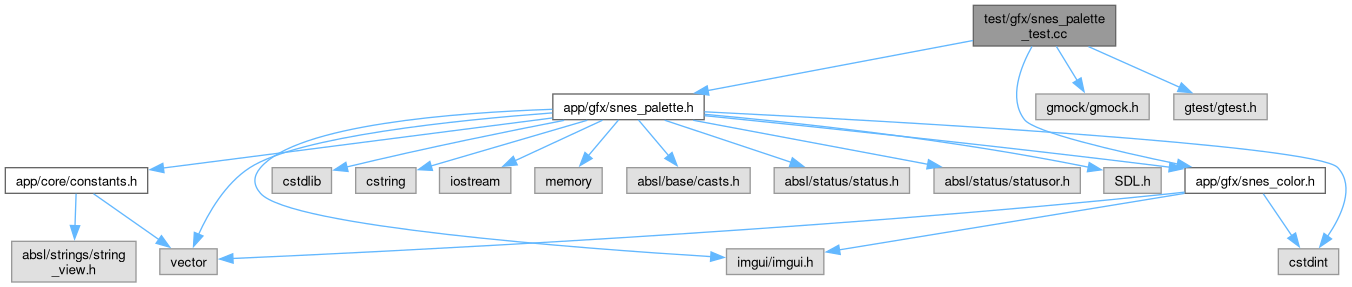 test/gfx/snes_palette
_test.cc
app/gfx/snes_palette.h
gmock/gmock.h
gtest/gtest.h
app/core/constants.h
cstdlib
cstring
iostream
memory
absl/base/casts.h
absl/status/status.h
absl/status/statusor.h
SDL.h
app/gfx/snes_color.h
absl/strings/string
_view.h
vector
imgui/imgui.h
cstdint